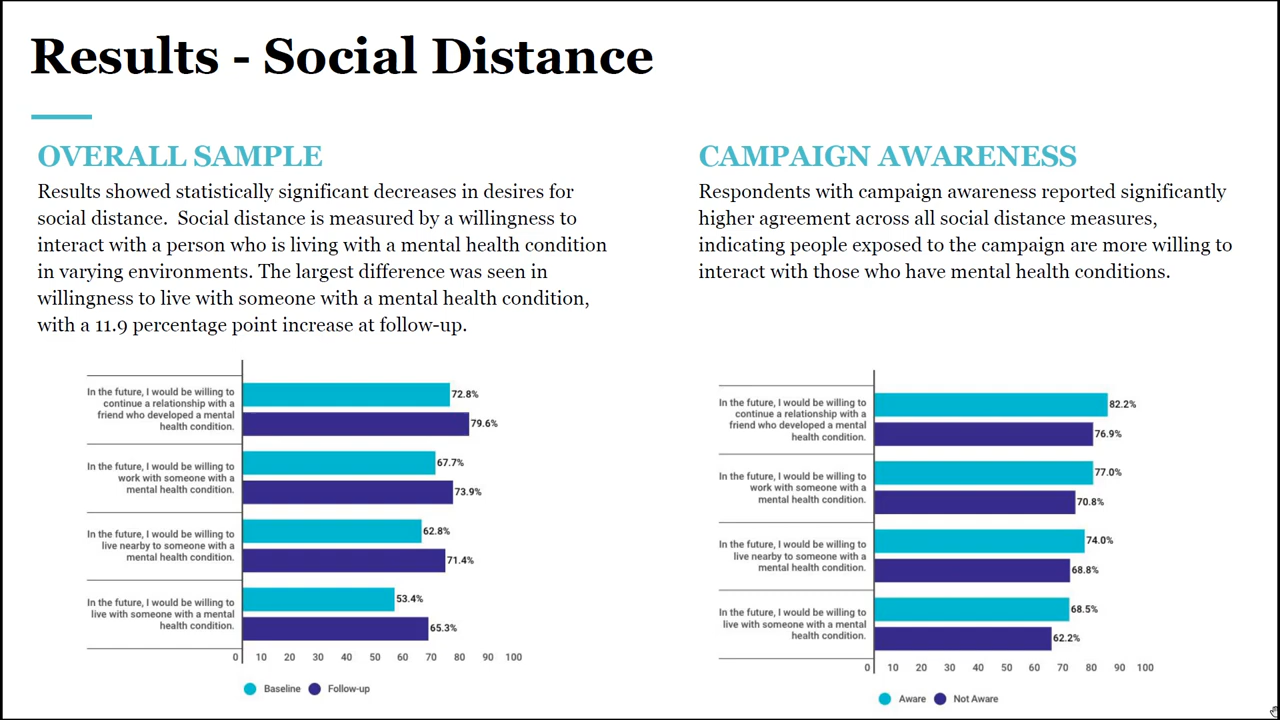 Results - Social Distance
OVERALL SAMPLE
Results showed statistically significant decreases in desires for
social distance.  Social distance is measured by a willingness to
interact with a person who is living with a mental health condition
in varying environments. The largest difference was seen in
willingness to live with someone with a mental health condition,
with a 11.9 percentage point increase at follow-up.
In the future, I would be willing to
continue a relationship with a
friend who developed a mental
health condition.
72.8%
79.6%
In the future, I would be willing to
work with someone with a
mental health condition.
67.7%
73.9%
In the future, I would be willing to
live nearby to someone with a
mental health condition.
62.8%
71.4%
In the future, I would be willing to
live with someone with a mental
health condition.
53.4%
65.3%
0 10 20 30 40 50 60 70 80 90 100
Baseline Follow-up
CAMPAIGN AWARENESS
Respondents with campaign awareness reported significantly
higher agreement across all social distance measures,
indicating people exposed to the campaign are more willing to
interact with those who have mental health conditions.
In the future, I would be willing to
continue a relationship with a
friend who developed a mental
health condition.
82.2%
76.9%
In the future, I would be willing to
work with someone with a
mental health condition.
77.0%
70.8%
In the future, I would be willing to
live nearby to someone with a
mental health condition.
74.0%
68.8%
In the future, I would be willing to
live with someone with a mental
health condition.
68.5%
62.2%
0 10 20 30 40 50 60 70 80 90 100
Aware Not Aware